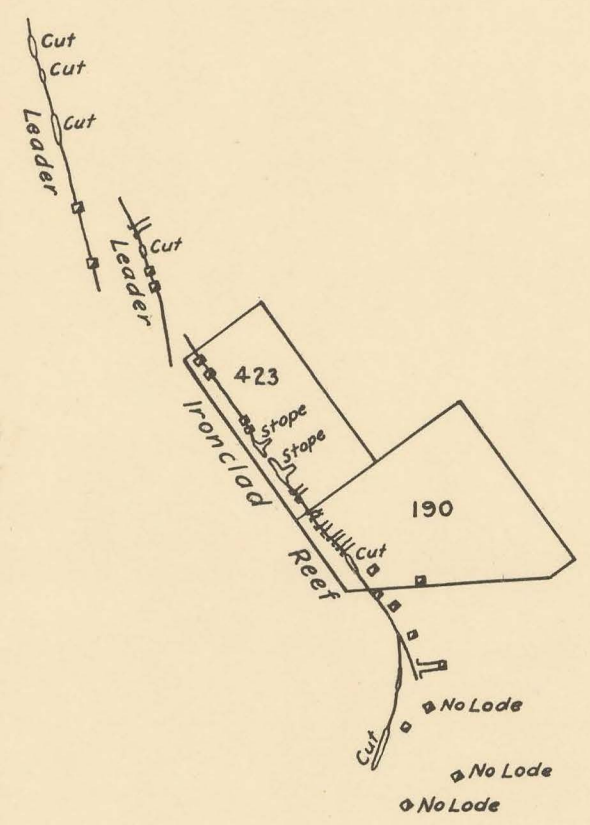 Cut
Cut
Cut
Leader
Cut
Leader
423
Stope
Stope
Ironclad
Reef
190
Cut
No Lode
Cut
No Lode
No Lode